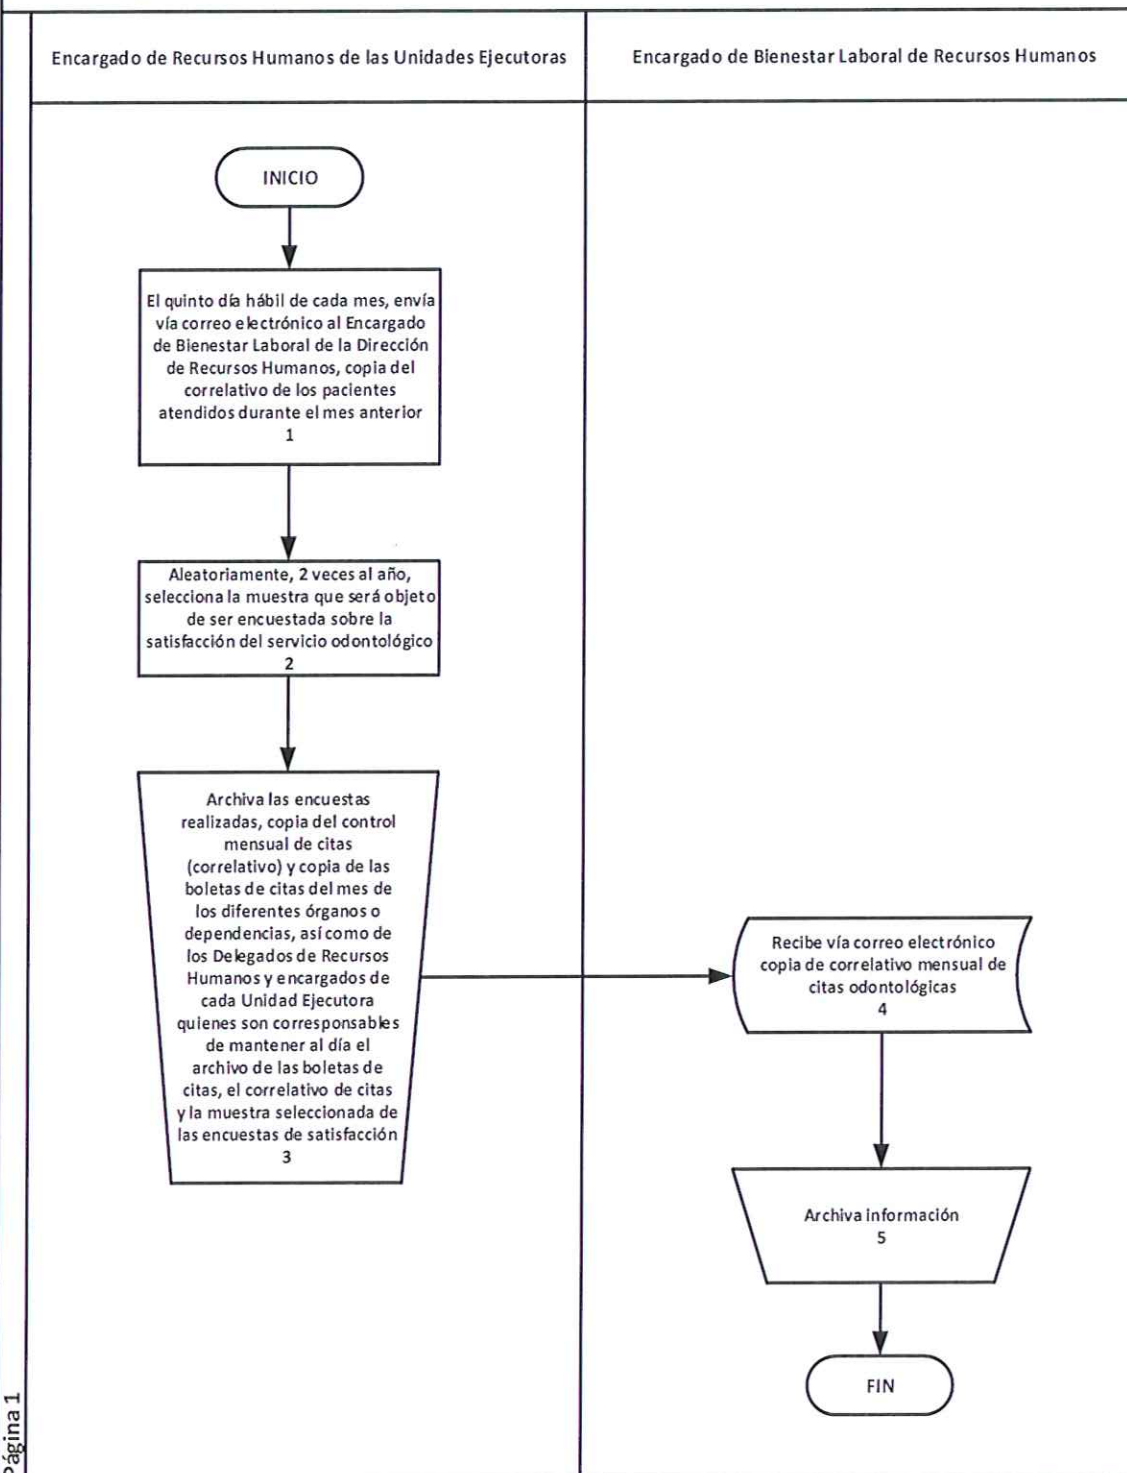 Encargado de Recursos Humanos de las Unidades Ejecutoras
Encargado de Bienestar Laboral de Recursos Humanos
INICIO
El quinto día hábil de cada mes, envía
vía correo electrónico al Encargado
de Bienestar Laboral de la Dirección
de Recursos Humanos, copia del
correlativo de los pacientes
atendidos durante el mes anterior
1
Aleatoriamente, 2 veces al año,
selecciona la muestra que será objeto
de ser encuestada sobre la
satisfacción del servicio odontológico
2
Archiva las encuestas
realizadas, copia del control
mensual de citas
(correlativo) y copia de las
boletas de citas del mes de
los diferentes órganos o
dependencias, así como de
los Delegados de Recursos
Humanos y encargados de
cada Unidad Ejecutora
quienes son corresponsables
de mantener al día el
archivo de las boletas de
citas, el correlativo de citas
y la muestra seleccionada de
las encuestas de satisfacción
3
Recibe vía correo electrónico
copia de correlativo mensual de
citas odontológicas
4
Archiva información
5
FIN
Página 1